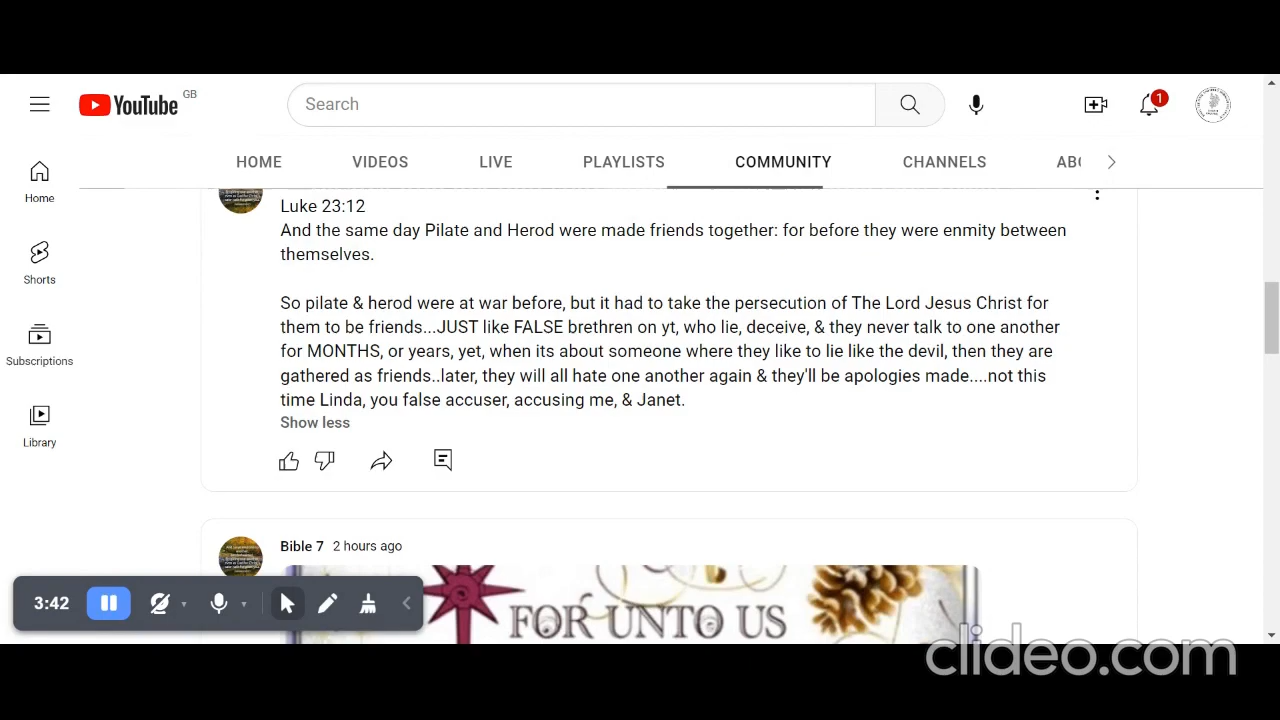 YouTube GB
Search
1
HOME VIDEOS LIVE PLAYLISTS COMMUNITY CHANNELS
Home
Shorts
Subscriptions
Library
Luke 23:12
And the same day Pilate and Herod were made friends together: for before they were enmity between
themselves.
So pilate & herod were at war before, but it had to take the persecution of The Lord Jesus Christ for
them to be friends...JUST like FALSE brethren on yt, who lie, deceive, & they never talk to one another
for MONTHS, or years, yet, when its about someone where they like to lie like the devil, then they are
gathered as friends..later, they will all hate one another again & they'll be apologies made....not this
time Linda, you false accuser, accusing me, & Janet.
Show less
Bible 7 2 hours ago
FOR UNTO US
3:42
clideo.com